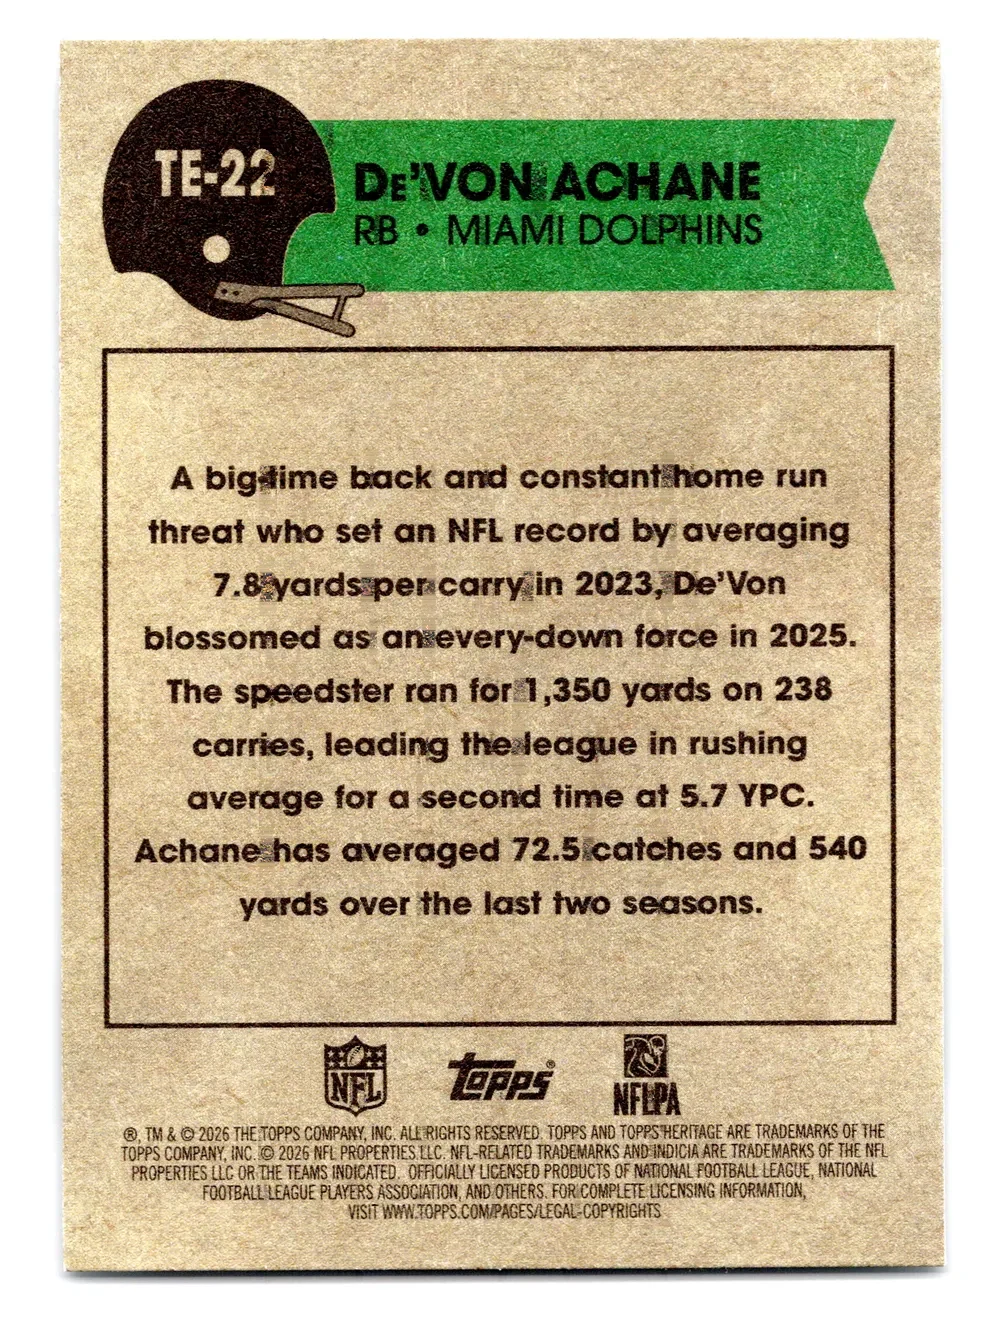 TE-22
DE'VON ACHANE
RB • MIAMI DOLPHINS
A big-time back and constant home run
threat who set an NFL record by averaging
7.8 yards per carry in 2023, De'Von
blossomed as an every-down force in 2025.
The speedster ran for 1,350 yards on 238
carries, leading the league in rushing
average for a second time at 5.7 YPC.
Achane has averaged 72.5 catches and 540
yards over the last two seasons.
NFL
topps®
NFLPA
®, TM & © 2026 THE TOPPS COMPANY, INC. ALL RIGHTS RESERVED. TOPPS AND TOPPS HERITAGE ARE TRADEMARKS OF THE
TOPPS COMPANY, INC. © 2026 NFL PROPERTIES LLC. NFL-RELATED TRADEMARKS AND INDICIA ARE TRADEMARKS OF THE NFL
PROPERTIES LLC OR THE TEAMS INDICATED. OFFICIALLY LICENSED PRODUCTS OF NATIONAL FOOTBALL LEAGUE, NATIONAL
FOOTBALL LEAGUE PLAYERS ASSOCIATION, AND OTHERS. FOR COMPLETE LICENSING INFORMATION,
VISIT WWW.TOPPS.COM/PAGES/LEGAL-COPYRIGHTS